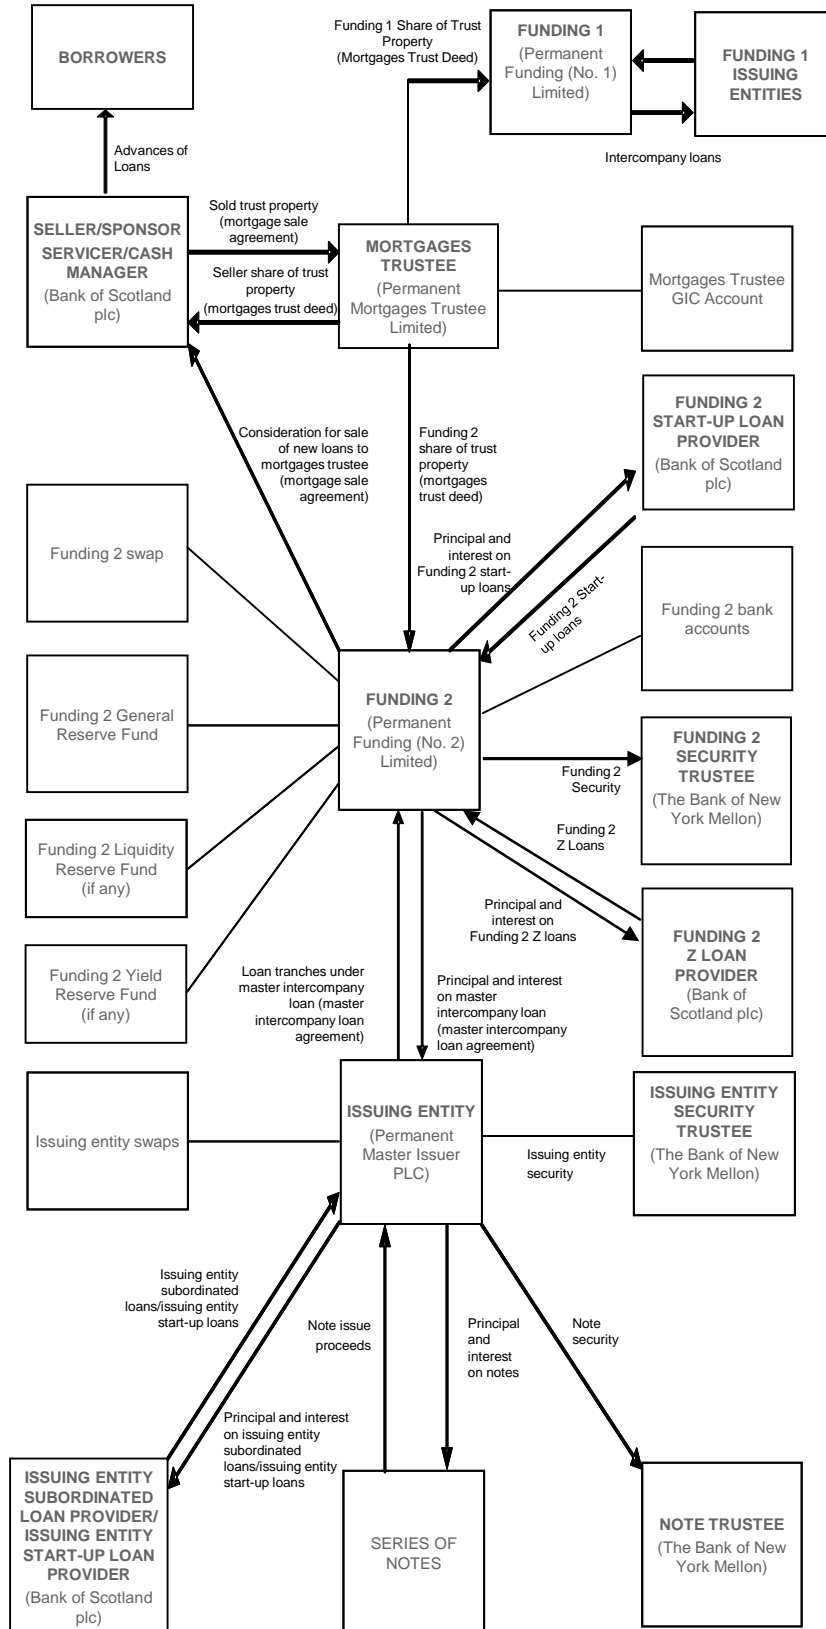 Funding 1 Share of Trust
Property
(Mortgages Trust Deed)
FUNDING 1
(Permanent
Funding (No. 1)
Limited)
FUNDING 1
ISSUING
ENTITIES
Intercompany loans
BORROWERS
Advances of
Loans
SELLER/SPONSOR
SERVICER/CASH
MANAGER
(Bank of Scotland
plc)
Sold trust property
(mortgage sale
agreement)
Seller share of trust
property
(mortgages trust deed)
MORTGAGES
TRUSTEE
(Permanent
Mortgages Trustee
Limited)
Mortgages Trustee
GIC Account
Consideration for sale
of new loans to
mortgages trustee
(mortgage sale
agreement)
Funding 2
share of trust
property
(mortgages
trust deed)
FUNDING 2
START-UP LOAN
PROVIDER
(Bank of Scotland
plc)
Principal and
interest on
Funding 2 start-
up loans
Funding 2 Start-
up loans
Funding 2 swap
Funding 2 bank
accounts
Funding 2 General
Reserve Fund
FUNDING 2
(Permanent
Funding (No. 2)
Limited)
Funding 2
Security
FUNDING 2
SECURITY
TRUSTEE
(The Bank of New
York Mellon)
Funding 2
Z Loans
Funding 2 Liquidity
Reserve Fund
(if any)
Principal and
interest on
Funding 2 Z loans
FUNDING 2
Z LOAN
PROVIDER
(Bank of
Scotland plc)
Funding 2 Yield
Reserve Fund
(if any)
Loan tranches under
master intercompany
loan (master
intercompany loan
agreement)
Principal and interest
on master
intercompany loan
(master intercompany
loan agreement)
Issuing entity swaps
ISSUING ENTITY
(Permanent
Master Issuer
PLC)
Issuing entity
security
ISSUING ENTITY
SECURITY
TRUSTEE
(The Bank of New
York Mellon)
Issuing entity
subordinated
loans/issuing entity
start-up loans
Note issue
proceeds
Principal
and
interest
on notes
Note
security
Principal and interest
on issuing entity
subordinated
loans/issuing entity
start-up loans
ISSUING ENTITY
SUBORDINATED
LOAN PROVIDER/
ISSUING ENTITY
START-UP LOAN
PROVIDER
(Bank of Scotland
plc)
SERIES OF
NOTES
NOTE TRUSTEE
(The Bank of New
York Mellon)